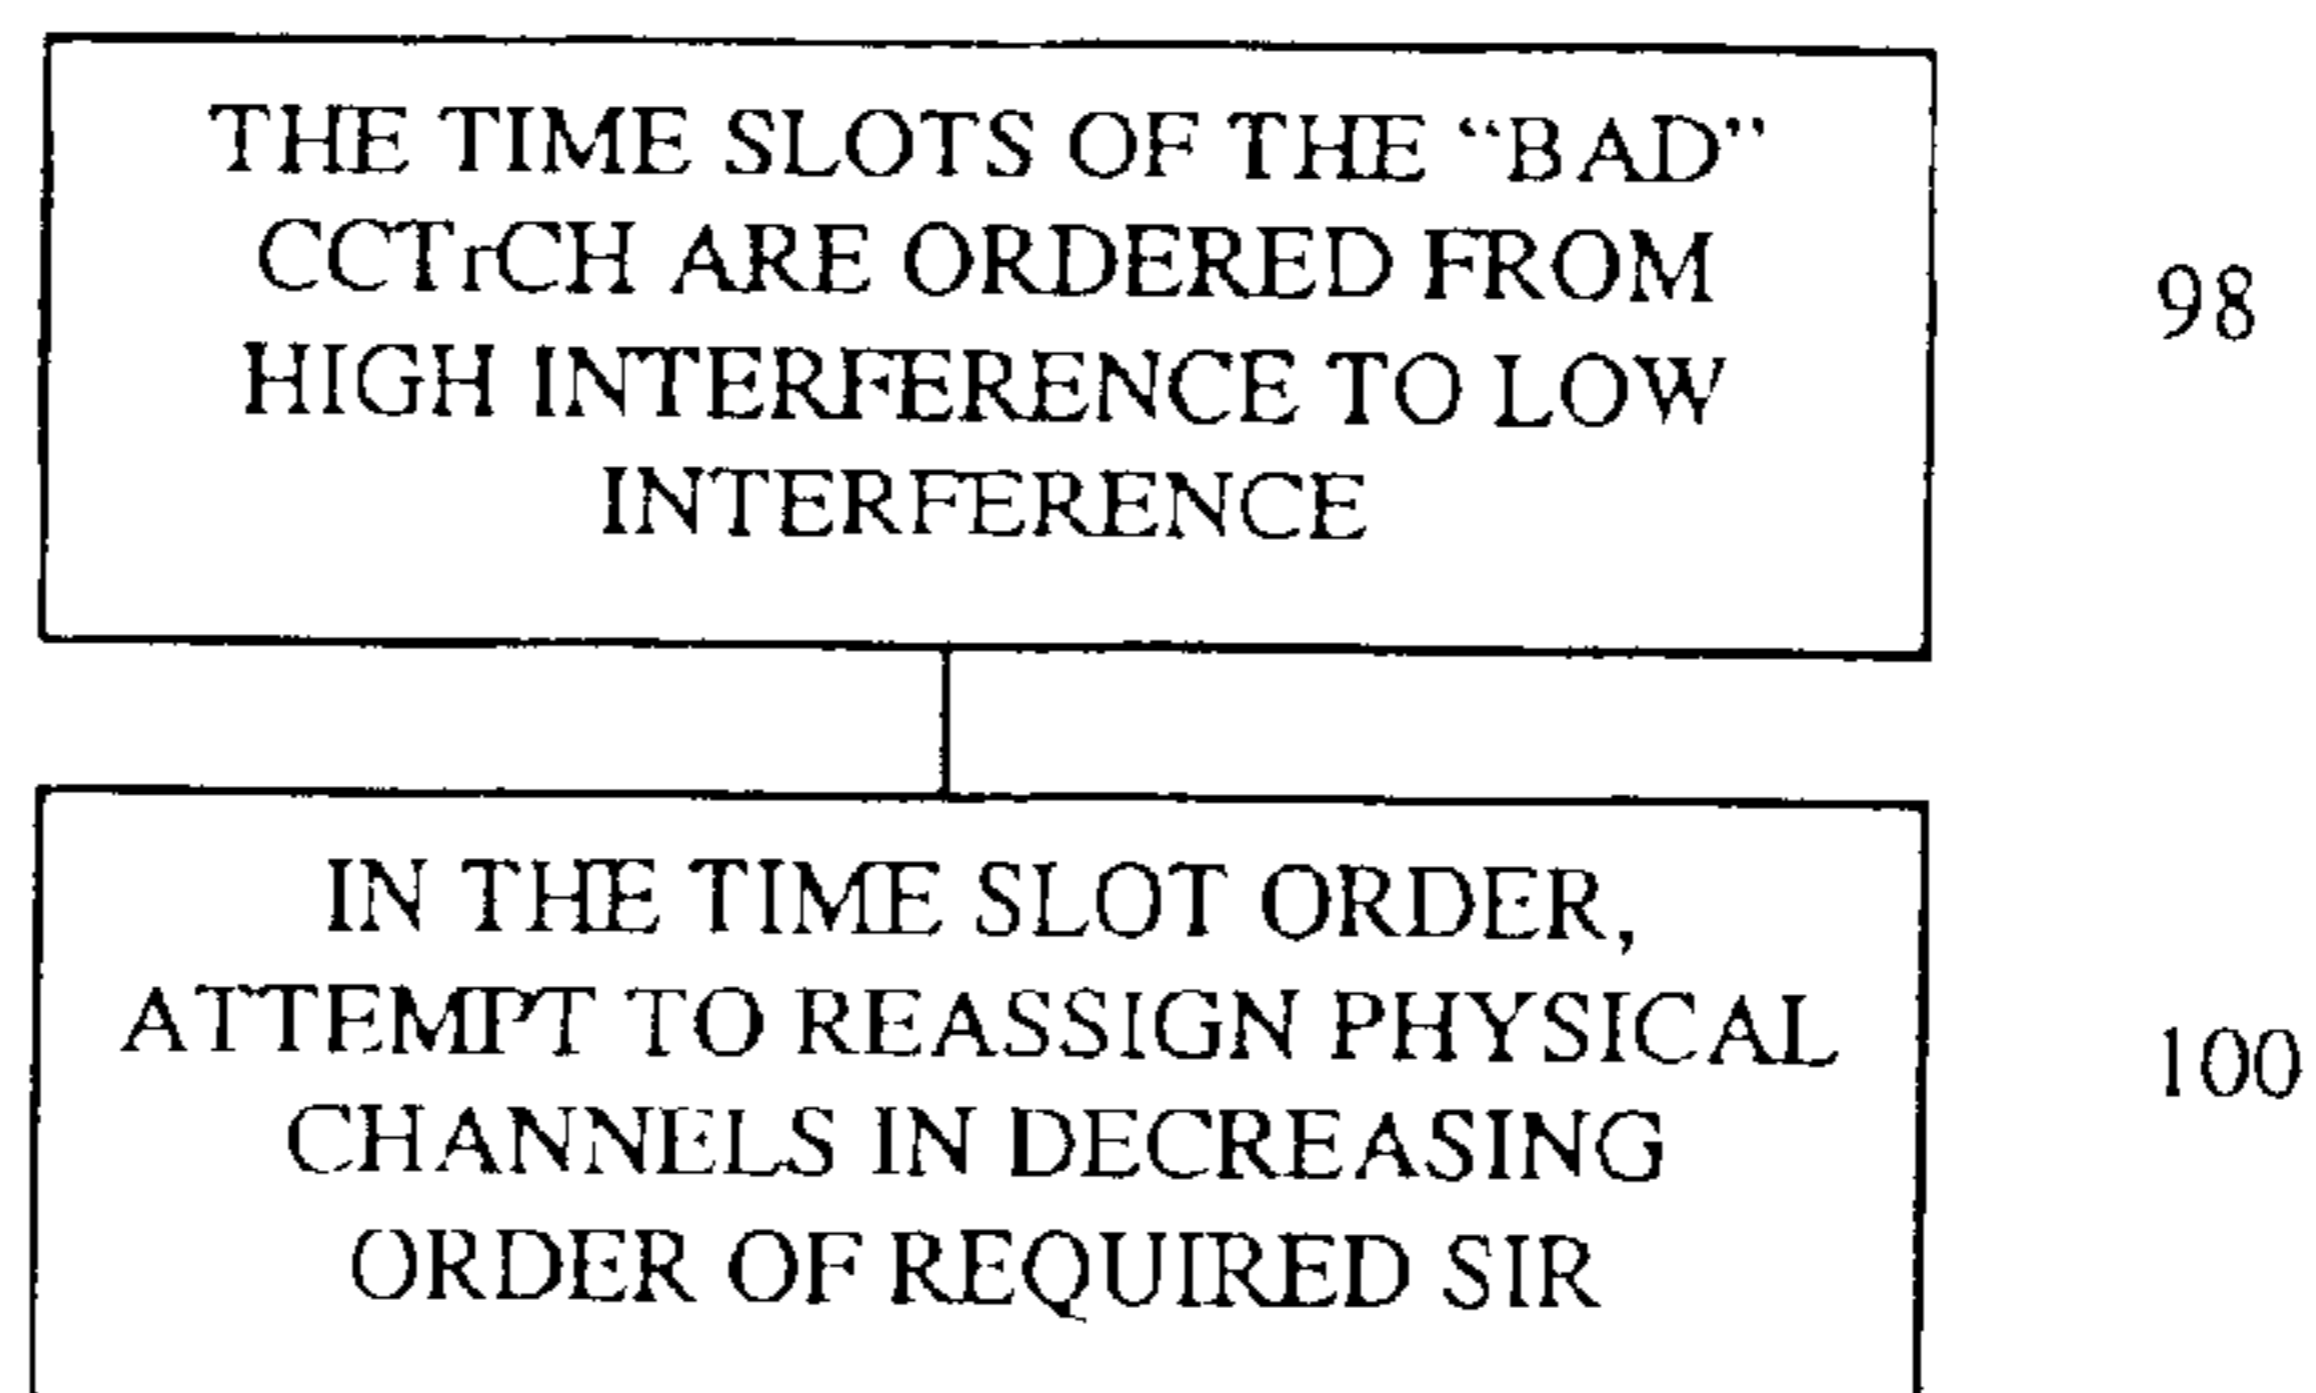 THE TIME SLOTS OF THE “BAD”
CCTrCH ARE ORDERED FROM
HIGH INTERFERENCE TO LOW
INTERFERENCE
98
IN THE TIME SLOT ORDER,
ATTEMPT TO REASSIGN PHYSICAL
CHANNELS IN DECREASING
ORDER OF REQUIRED SIR
100